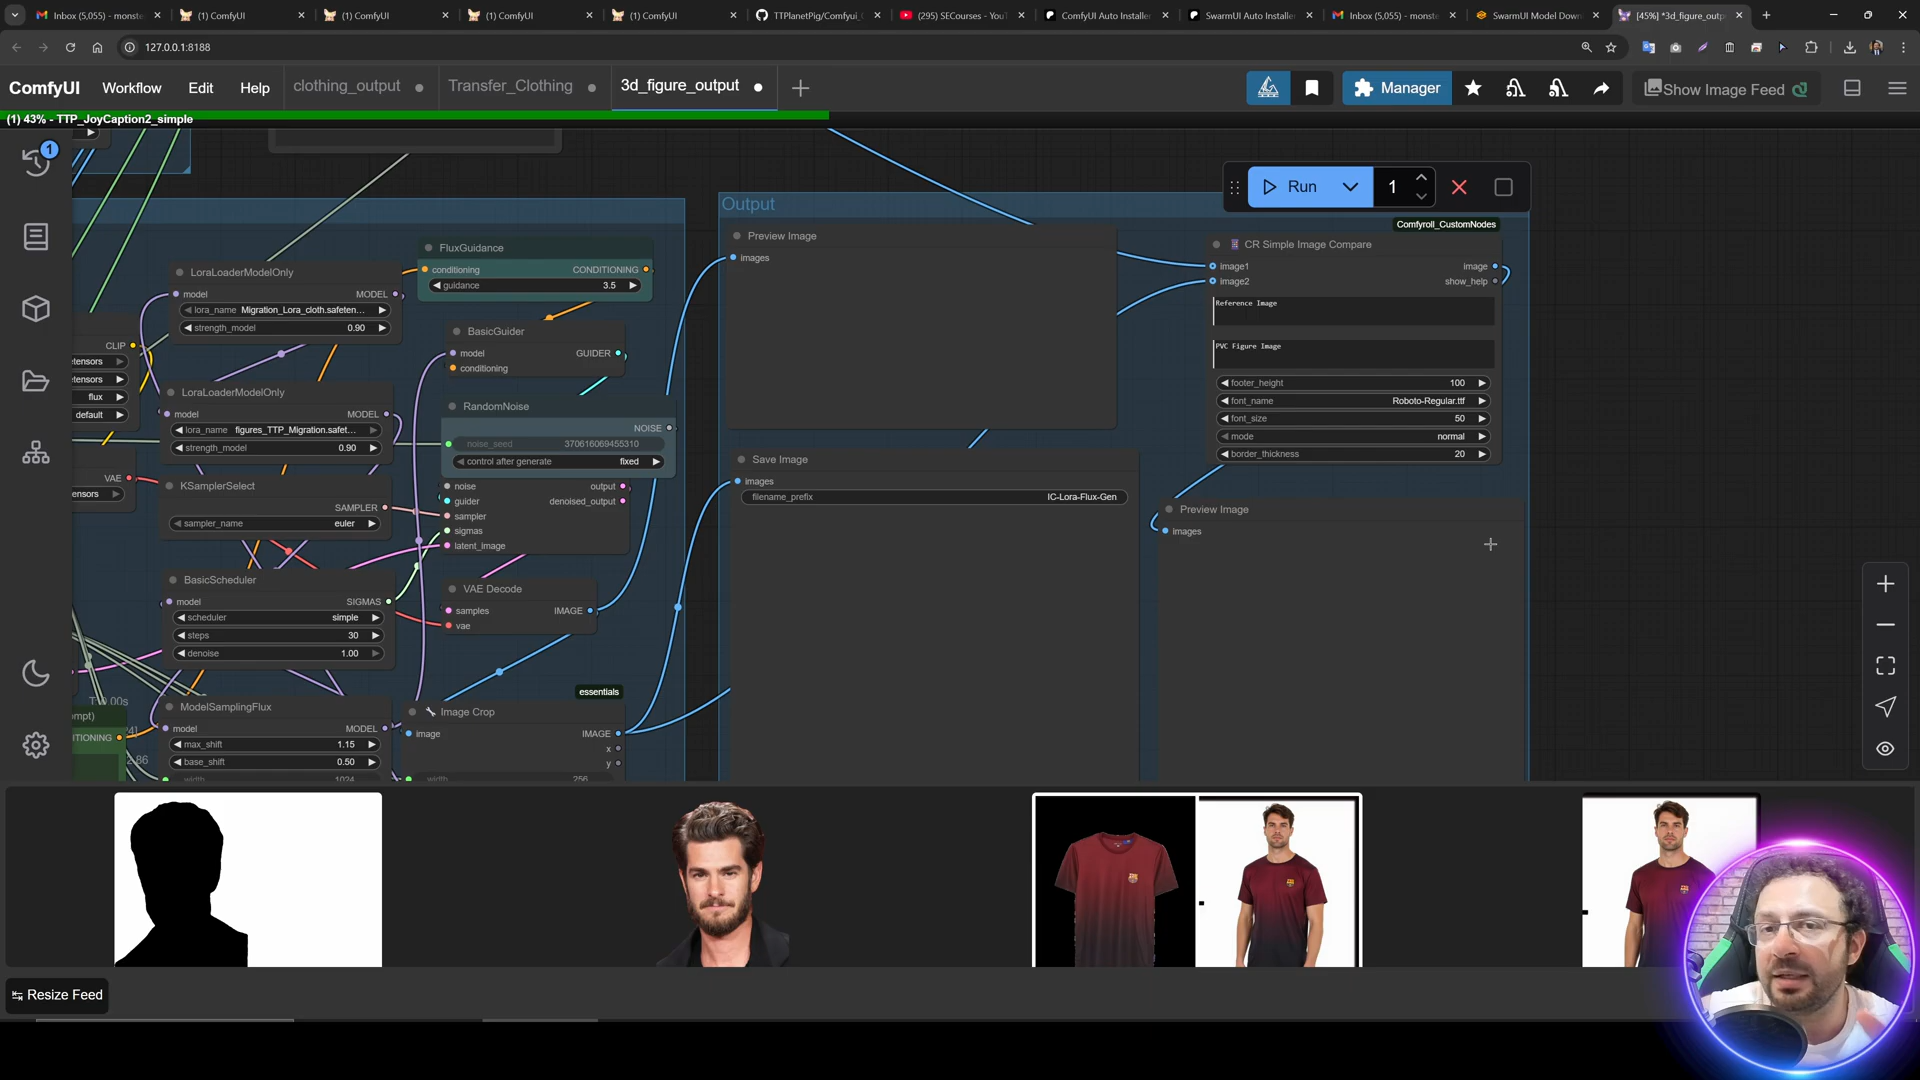 Inbox (5,055) - monste
(1) ComfyUI
(1) ComfyUI
(1) ComfyUI
(1) ComfyUI
TTPlanetPig/Comfyui_
(295) SECourses - You
ComfyUI Auto Installer
SwarmUI Auto Installer
Inbox (5,055) - monste
SwarmUI Model Down
[45%] *3d_figure_outp
127.0.0.1:8188
ComfyUI
Workflow
Edit
Help
clothing_output
Transfer_Clothing
3d_figure_output
Manager
Show Image Feed
(1) 43% - TTP_JoyCaption2_simple
1
Run
1
Output
Comfyroll_CustomNodes
FluxGuidance
conditioning CONDITIONING
guidance 3.5
LoraLoaderModelOnly
model MODEL
lora_name Migration_Lora_cloth.safeten...
strength_model 0.90
BasicGuider
model GUIDER
conditioning
CLIP
etensors
etensors
flux
default
LoraLoaderModelOnly
model MODEL
lora_name figures_TTP_Migration.safet...
strength_model 0.90
RandomNoise
NOISE
noise_seed 370616069455310
control after generate fixed
VAE
ensors
KSamplerSelect
SAMPLER
sampler_name euler
noise output
guider denoised_output
sampler
sigmas
latent_image
BasicScheduler
model SIGMAS
scheduler simple
steps 30
denoise 1.00
VAE Decode
samples IMAGE
vae
essentials
ModelSamplingFlux
model MODEL
max_shift 1.15
base_shift 0.50
width 1024
Image Crop
image IMAGE
x
y
width 256
mpt)
ITIONING
Preview Image
images
Save Image
images
filename_prefix IC-Lora-Flux-Gen
CR Simple Image Compare
image1 image
image2 show_help
Reference Image
PVC Figure Image
footer_height 100
font_name Roboto-Regular.ttf
font_size 50
mode normal
border_thickness 20
Preview Image
images
Resize Feed